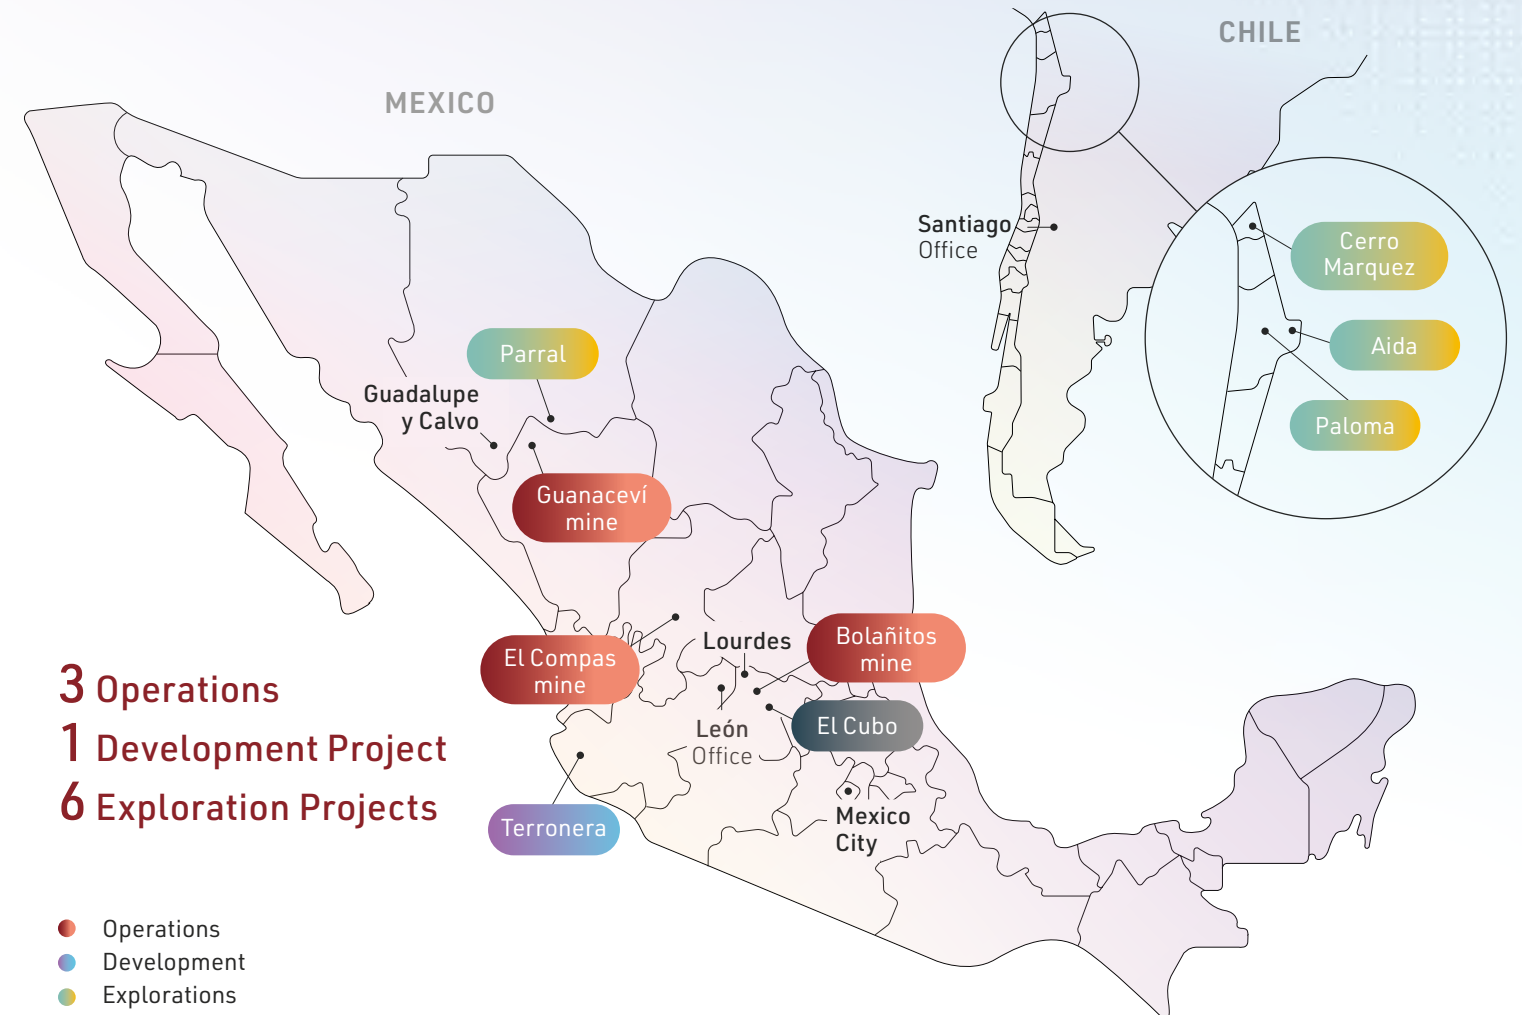 MEXICO
CHILE
Santiago
Office
Cerro
Marquez
Aida
Paloma
Parral
Guadalupe
y Calvo
Guanaceví
mine
El Compas
mine
Lourdes
Bolañitos
mine
León
Office
El Cubo
Terronera
Mexico
City
3 Operations
1 Development Project
6 Exploration Projects
Operations
Development
Explorations